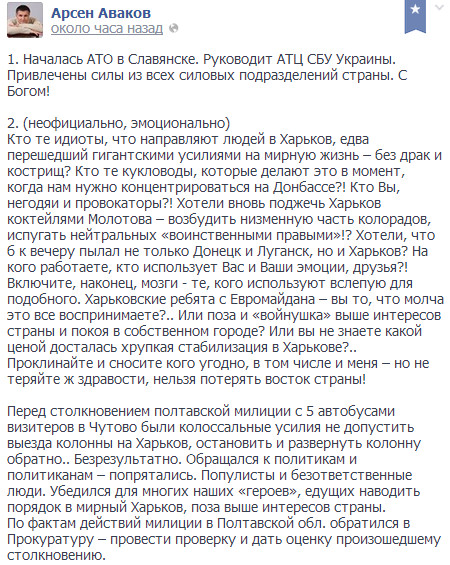 Арсен Аваков
около часа назад
1. Началась АТО в Славянске. Руководит АТЦ СБУ Украины.
Привлечены силы из всех силовых подразделений страны. С
Богом!
2. (неофициально, эмоционально)
Кто те идиоты, что направляют людей в Харьков, едва
перешедший гигантскими усилиями на мирную жизнь – без драк и
кострищ? Кто те кукловоды, которые делают это в момент,
когда нам нужно концентрироваться на Донбассе?! Кто Вы,
негодяи и провокаторы?! Хотели вновь поджечь Харьков
коктейлями Молотова – возбудить низменную часть колорадов,
испугать нейтральных «воинственными правыми»!? Хотели, что
б к вечеру пылал не только Донецк и Луганск, но и Харьков? На
кого работаете, кто использует Вас и Ваши эмоции, друзья?!
Включите, наконец, мозги - те, кого используют вслепую для
подобного. Харьковские ребята с Евромайдана – вы то, что молча
это все воспринимаете?.. Или поза и «войнушка» выше интересов
страны и покоя в собственном городе? Или вы не знаете какой
ценой досталась хрупкая стабилизация в Харькове?..
Проклинайте и сносите кого угодно, в том числе и меня – но не
теряйте ж здравости, нельзя потерять восток страны!
Перед столкновением полтавской милиции с 5 автобусами
визитеров в Чутово были колоссальные усилия не допустить
выезда колонны на Харьков, остановить и развернуть колонну
обратно.. Безрезультатно. Обращался к политикам и
политиканам – попрятались. Популисты и безответственные
люди. Убедился для многих наших «героев», едущих наводить
порядок в мирный Харьков, поза выше интересов страны.
По фактам действий милиции в Полтавской обл. обратился в
Прокуратуру – провести проверку и дать оценку произошедшему
столкновению.